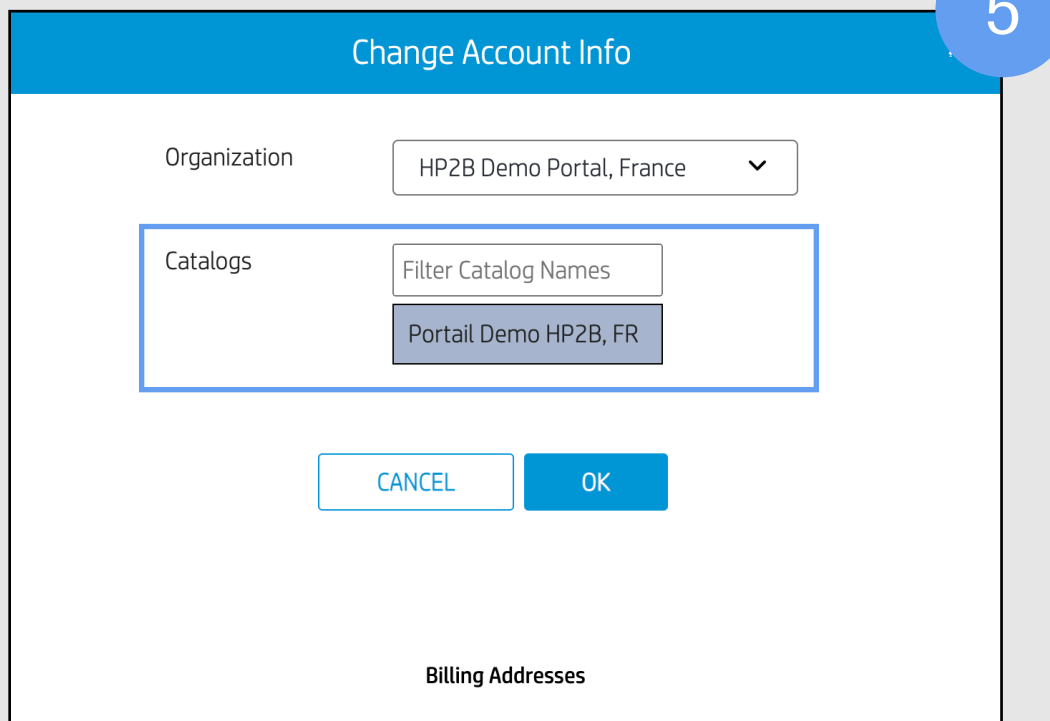 5
Change Account Info
Organization
HP2B Demo Portal, France
Catalogs
Filter Catalog Names
Portail Demo HP2B, FR
CANCEL
OK
Billing Addresses